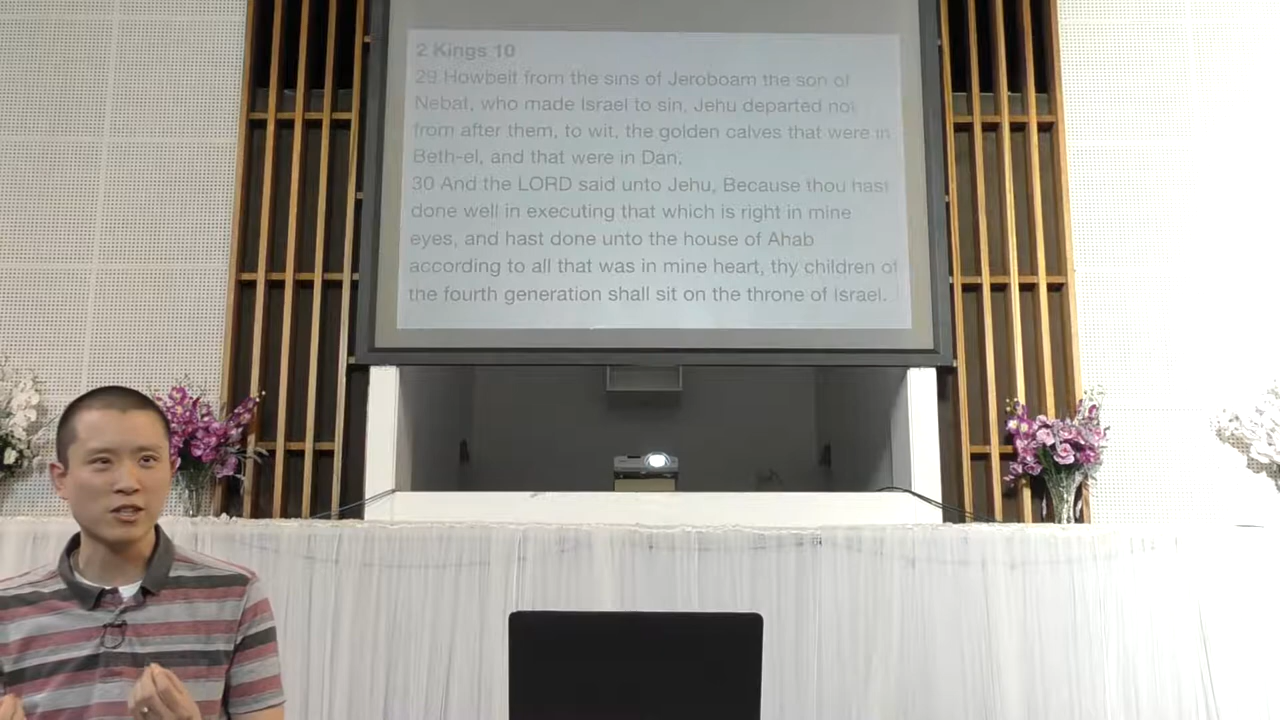 2 Kings 10
29 Howbeit from the sins of Jeroboam the son of
Nebat, who made Israel to sin, Jehu departed not
from after them, to wit, the golden calves that were in
Beth-el, and that were in Dan.
30 And the LORD said unto Jehu, Because thou hast
done well in executing that which is right in mine
eyes, and hast done unto the house of Ahab
according to all that was in mine heart, thy children of
the fourth generation shall sit on the throne of Israel.